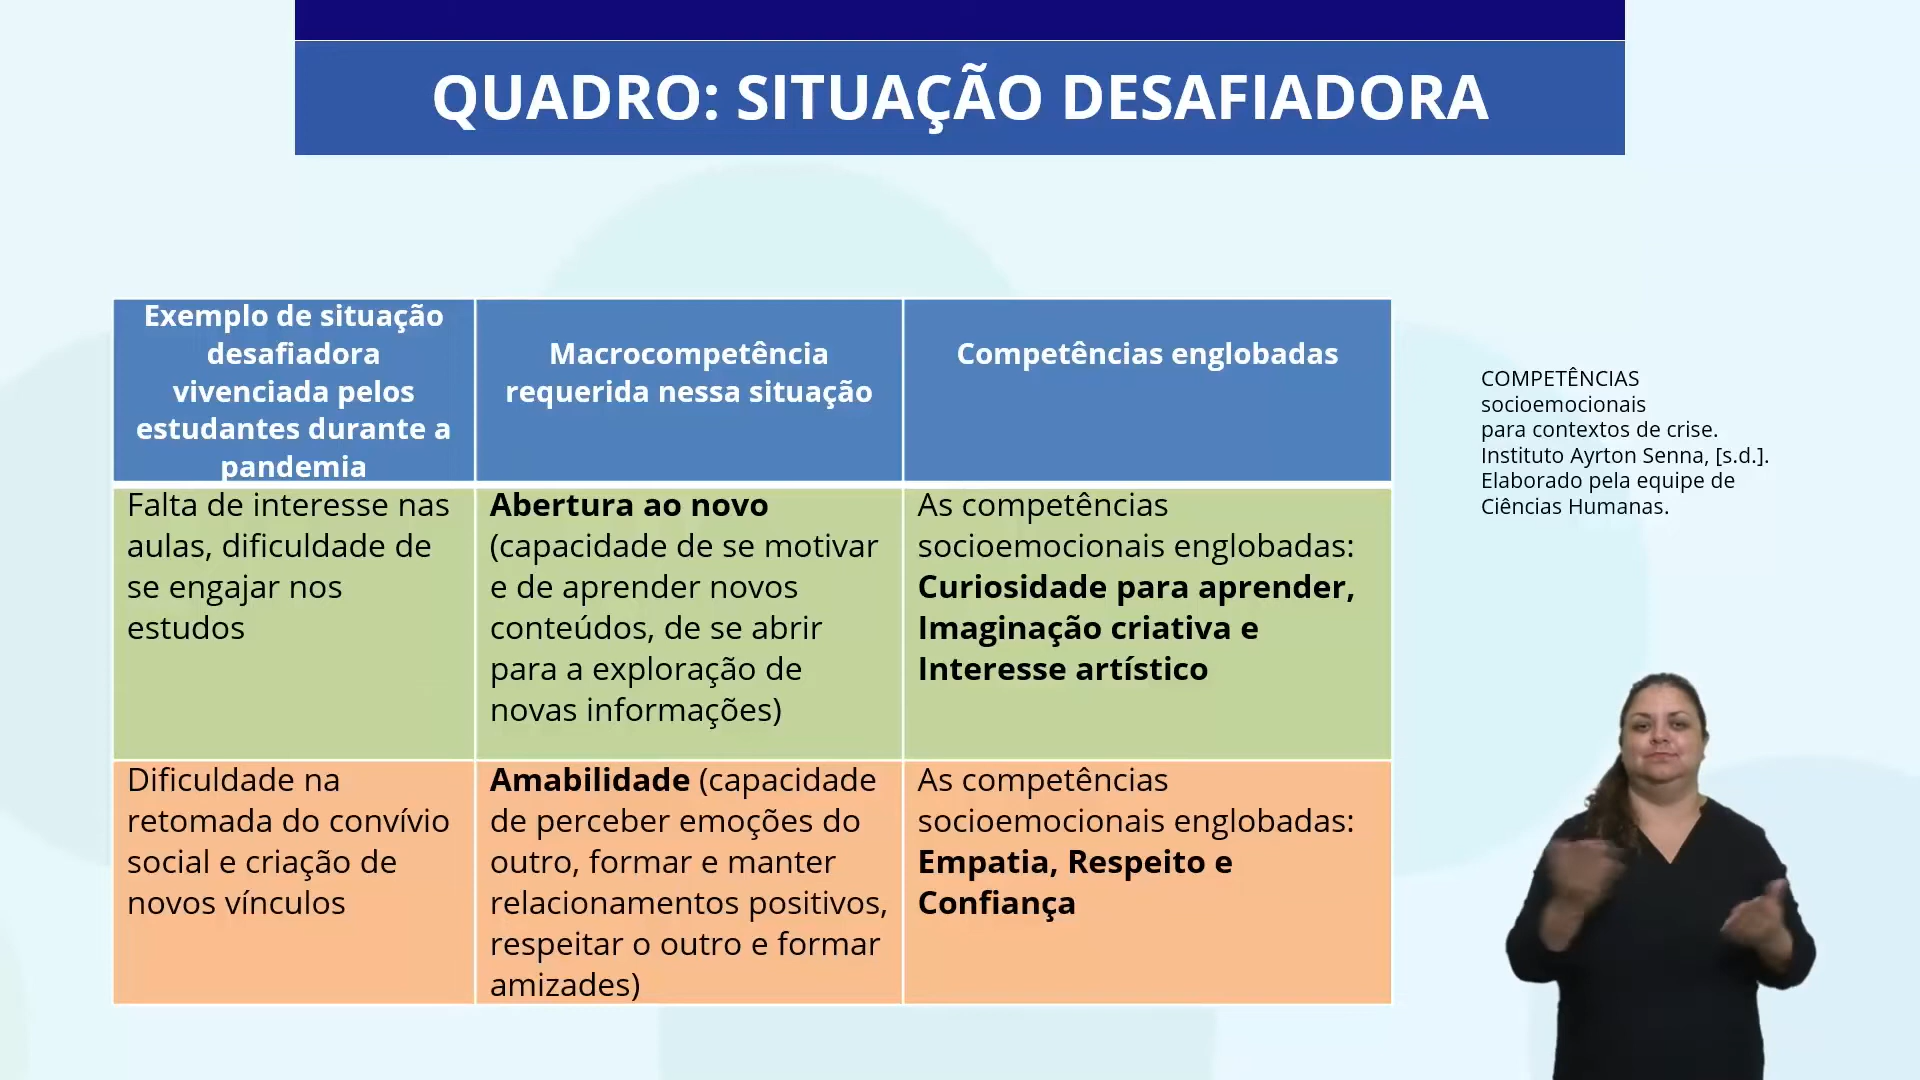 QUADRO: SITUAÇÃO DESAFIADORA
Exemplo de situação
desafiadora
vivenciada pelos
estudantes durante a
pandemia
Macrocompetência
requerida nessa situação
Competências englobadas
Falta de interesse nas
aulas, dificuldade de
se engajar nos
estudos
Abertura ao novo
(capacidade de se motivar
e de aprender novos
conteúdos, de se abrir
para a exploração de
novas informações)
As competências
socioemocionais englobadas:
Curiosidade para aprender,
Imaginação criativa e
Interesse artístico
Dificuldade na
retomada do convívio
social e criação de
novos vínculos
Amabilidade (capacidade
de perceber emoções do
outro, formar e manter
relacionamentos positivos,
respeitar o outro e formar
amizades)
As competências
socioemocionais englobadas:
Empatia, Respeito e
Confiança
COMPETÊNCIAS
socioemocionais
para contextos de crise.
Instituto Ayrton Senna, [s.d.].
Elaborado pela equipe de
Ciências Humanas.